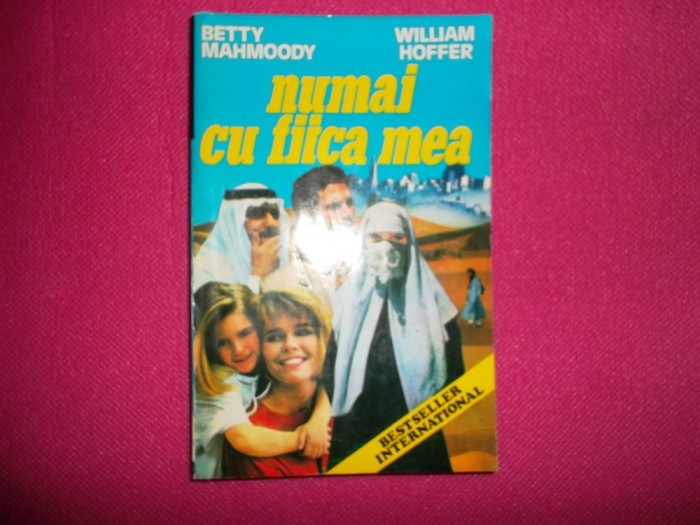 BETTY
MAHMOODY
WILLIAM
HOFFER
numai
cu fiica mea
BESTSELLER
INTERNATIONAL